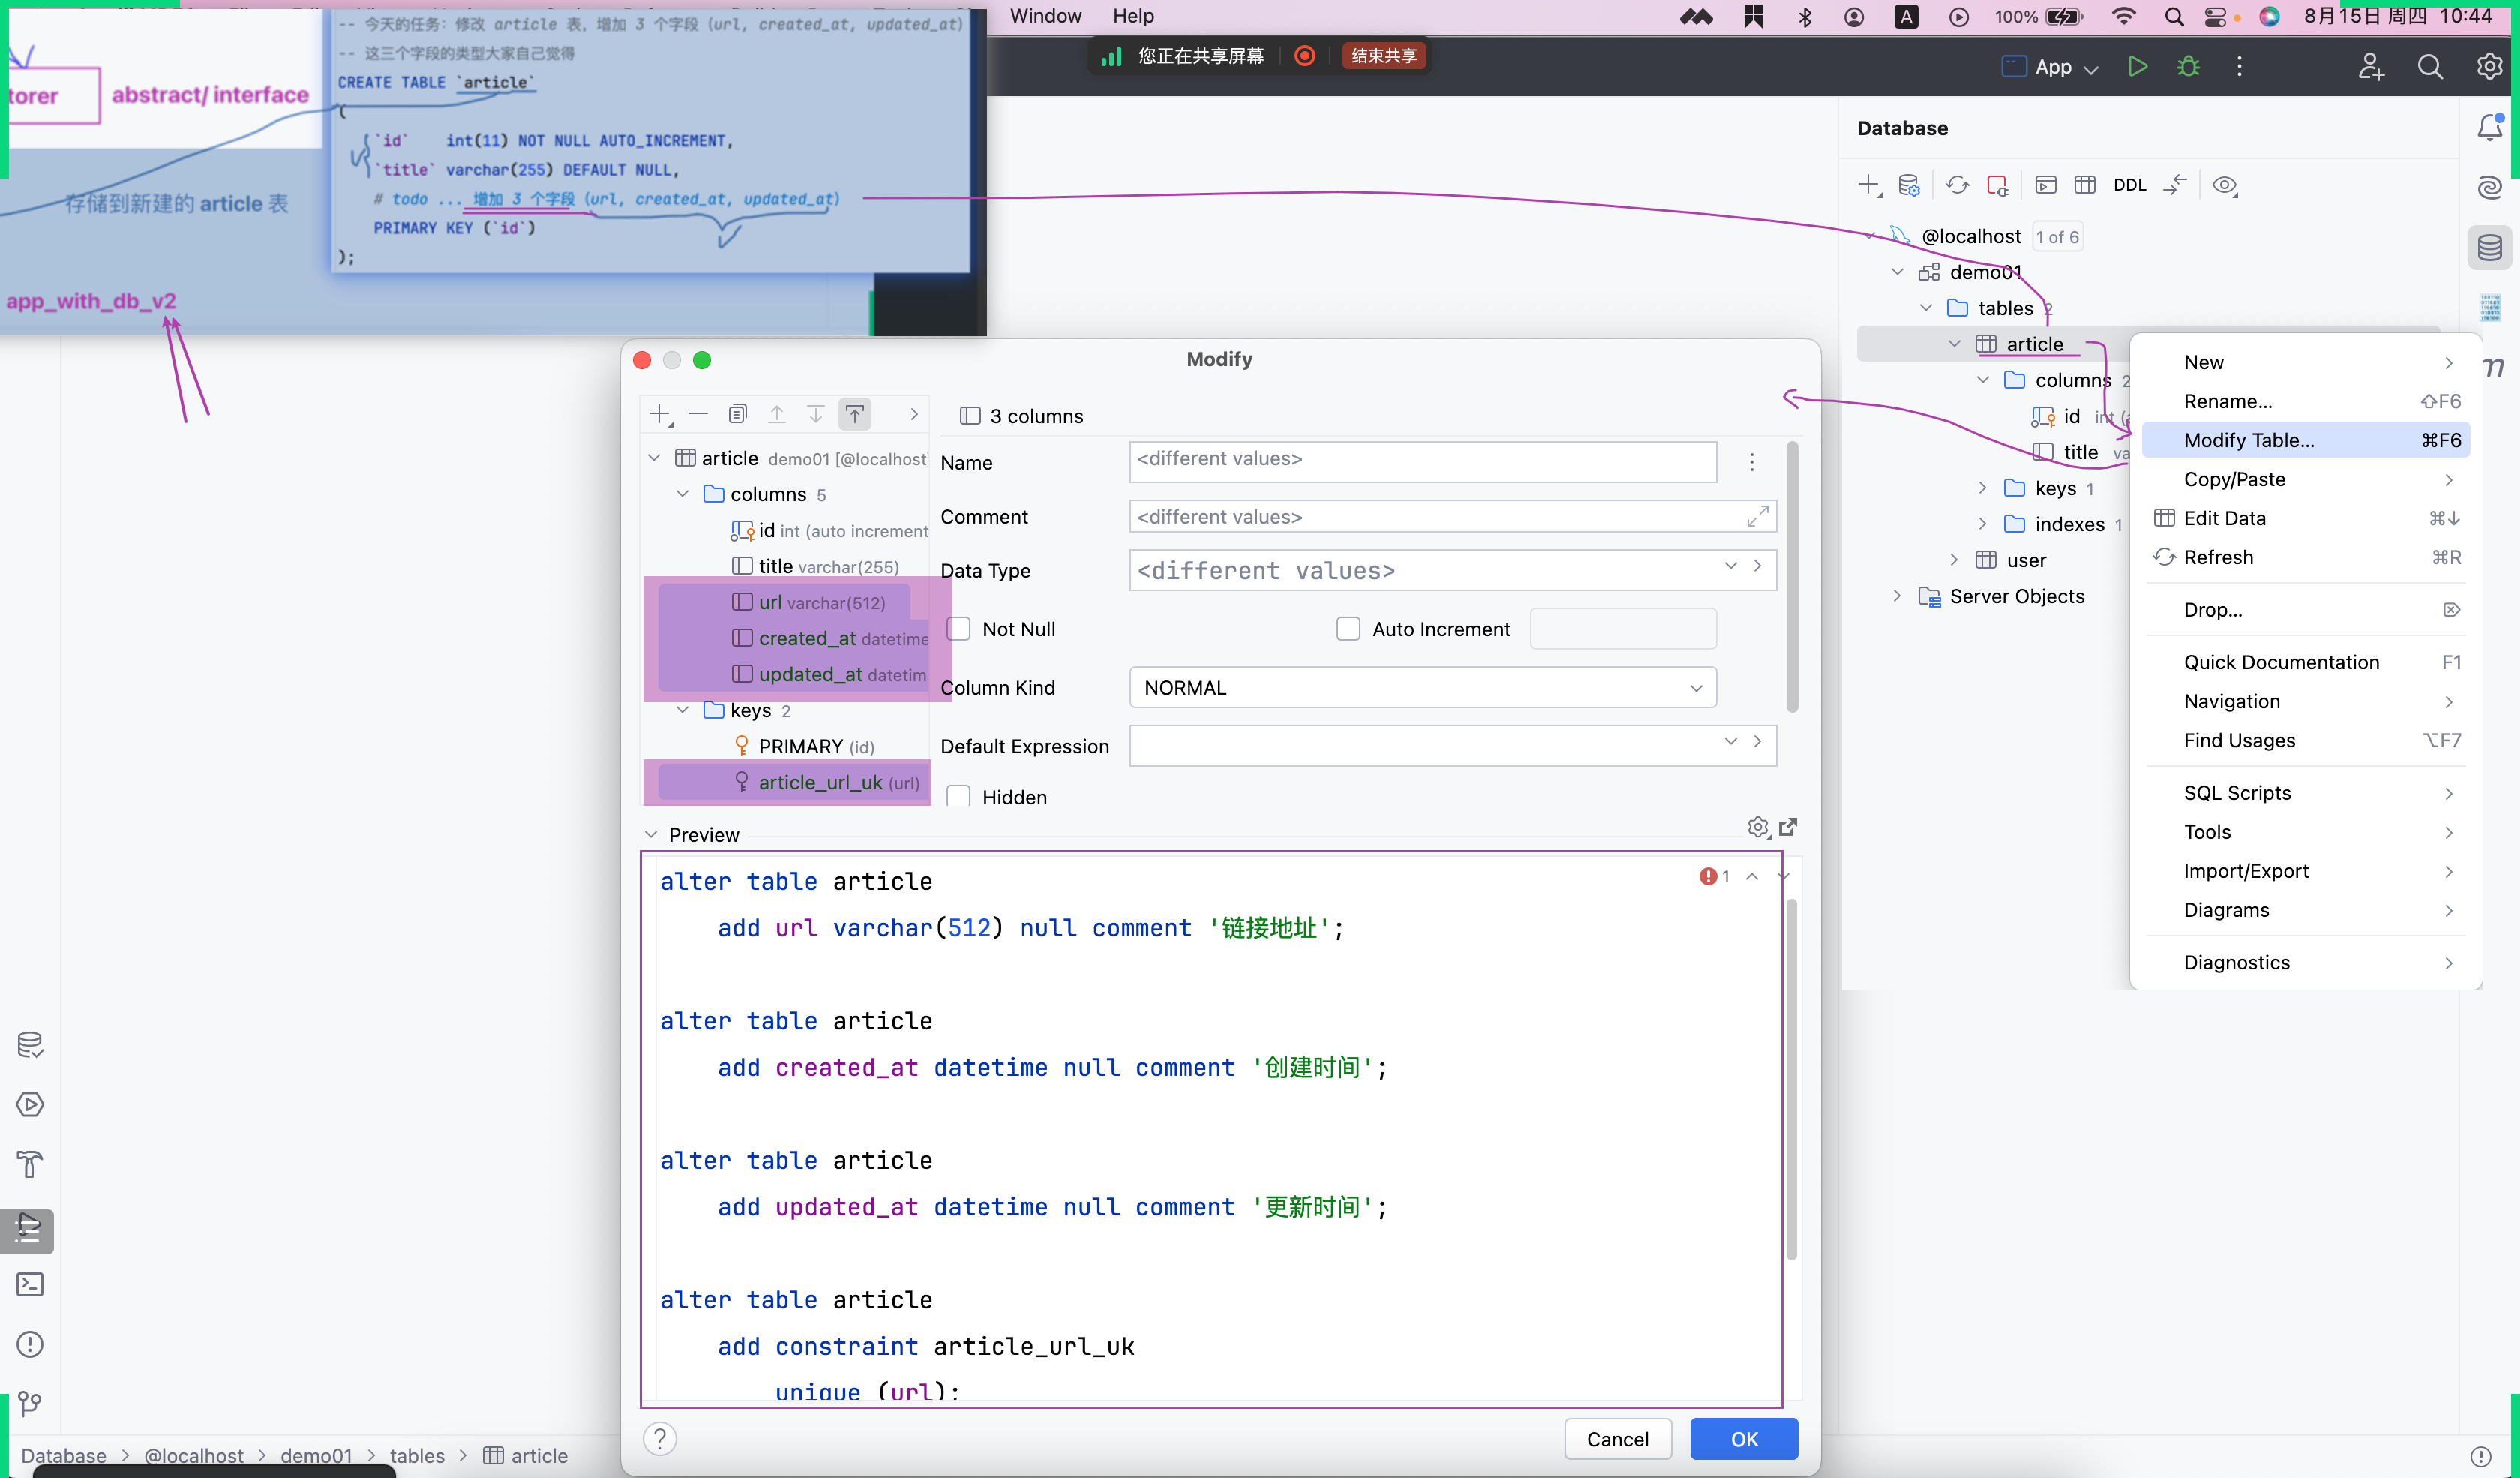 Window Help
100%
A
8月15日 周四 10:44
您正在共享屏幕
结束共享
App
-- 今天的任务：修改 article 表，增加 3 个字段（url, created_at, updated_at）
-- 这三个字段的类型大家自己觉得
CREATE TABLE `article`
(
`id` int(11) NOT NULL AUTO_INCREMENT,
`title` varchar(255) DEFAULT NULL,
# todo ... 增加 3 个字段（url, created_at, updated_at）
PRIMARY KEY (`id`)
);
torer
abstract/ interface
存储到新建的 article 表
app_with_db_v2
Database
DDL
@localhost 1 of 6
demo01
tables 2
article
columns 2
id int (a
title va
keys 1
indexes 1
user
Server Objects
New
Rename... ⇧F6
Modify Table... ⌘F6
Copy/Paste
Edit Data ⌘↓
Refresh ⌘R
Drop...
Quick Documentation F1
Navigation
Find Usages ⌥F7
SQL Scripts
Tools
Import/Export
Diagrams
Diagnostics
m
Modify
article demo01 [@localhost]
columns 5
id int (auto increment
title varchar(255)
url varchar(512)
created_at datetime
updated_at datetim
keys 2
PRIMARY (id)
article_url_uk (url)
3 columns
Name <different values>
Comment <different values>
Data Type <different values>
Not Null Auto Increment
Column Kind NORMAL
Default Expression
Hidden
Preview
1
alter table article
add url varchar(512) null comment '链接地址';
alter table article
add created_at datetime null comment '创建时间';
alter table article
add updated_at datetime null comment '更新时间';
alter table article
add constraint article_url_uk
unique (url);
?
Cancel
OK
Database > @localhost > demo01 > tables > article